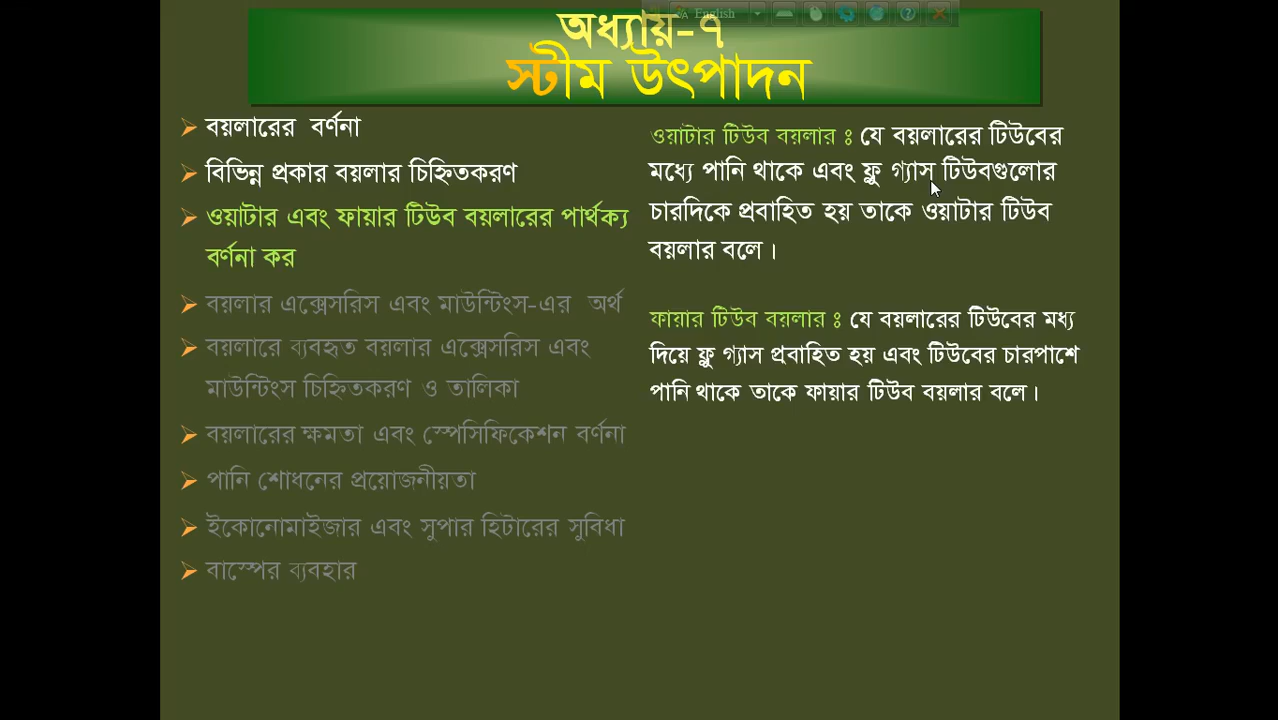 English
অধ্যায়-৭
স্টীম উৎপাদন
বয়লারের বর্ণনা
বিভিন্ন প্রকার বয়লার চিহ্নিতকরণ
ওয়াটার এবং ফায়ার টিউব বয়লারের পার্থক্য
বর্ণনা কর
বয়লার এক্সেসরিস এবং মাউন্টিংস-এর অর্থ
বয়লারে ব্যবহৃত বয়লার এক্সেসরিস এবং
মাউন্টিংস চিহ্নিতকরণ ও তালিকা
বয়লারের ক্ষমতা এবং স্পেসিফিকেশন বর্ণনা
পানি শোধনের প্রয়োজনীয়তা
ইকোনোমাইজার এবং সুপার হিটারের সুবিধা
বাস্পের ব্যবহার
ওয়াটার টিউব বয়লার ঃ যে বয়লারের টিউবের
মধ্যে পানি থাকে এবং ফ্লু গ্যাস টিউবগুলোর
চারদিকে প্রবাহিত হয় তাকে ওয়াটার টিউব
বয়লার বলে।
ফায়ার টিউব বয়লার ঃ যে বয়লারের টিউবের মধ্য
দিয়ে ফ্লু গ্যাস প্রবাহিত হয় এবং টিউবের চারপাশে
পানি থাকে তাকে ফায়ার টিউব বয়লার বলে।